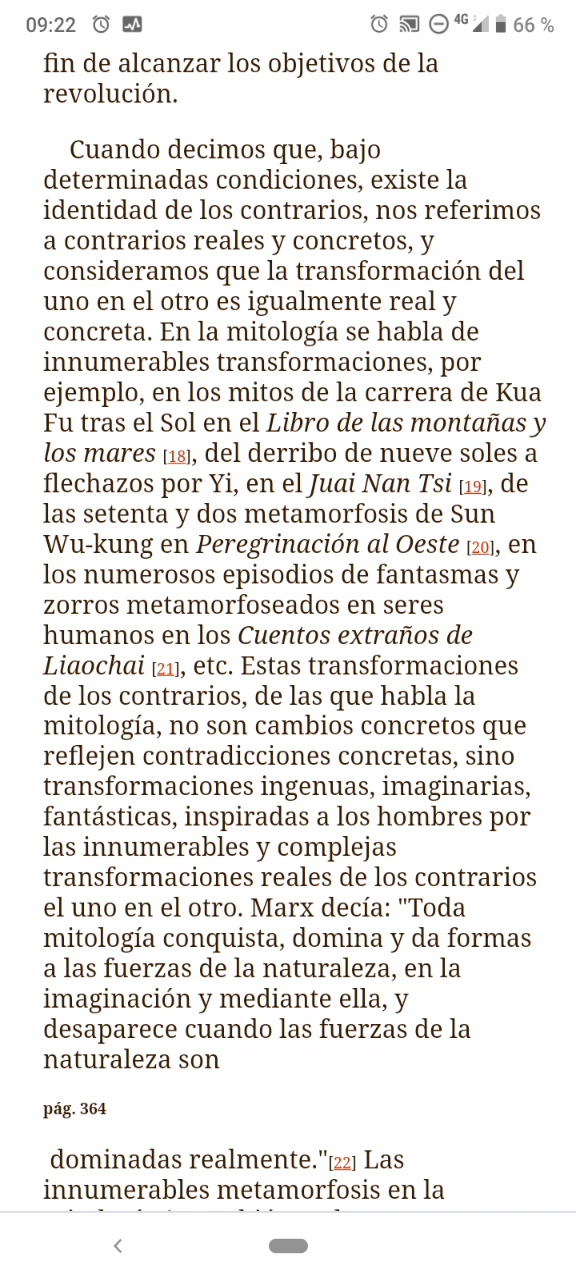 09:22 4G 66 %
fin de alcanzar los objetivos de la
revolución.
Cuando decimos que, bajo
determinadas condiciones, existe la
identidad de los contrarios, nos referimos
a contrarios reales y concretos, y
consideramos que la transformación del
uno en el otro es igualmente real y
concreta. En la mitología se habla de
innumerables transformaciones, por
ejemplo, en los mitos de la carrera de Kua
Fu tras el Sol en el Libro de las montañas y
los mares [18], del derribo de nueve soles a
flechazos por Yi, en el Juai Nan Tsi [19], de
las setenta y dos metamorfosis de Sun
Wu-kung en Peregrinación al Oeste [20], en
los numerosos episodios de fantasmas y
zorros metamorfoseados en seres
humanos en los Cuentos extraños de
Liaochai [21], etc. Estas transformaciones
de los contrarios, de las que habla la
mitología, no son cambios concretos que
reflejen contradicciones concretas, sino
transformaciones ingenuas, imaginarias,
fantásticas, inspiradas a los hombres por
las innumerables y complejas
transformaciones reales de los contrarios
el uno en el otro. Marx decía: "Toda
mitología conquista, domina y da formas
a las fuerzas de la naturaleza, en la
imaginación y mediante ella, y
desaparece cuando las fuerzas de la
naturaleza son
pág. 364
dominadas realmente."[22] Las
innumerables metamorfosis en la